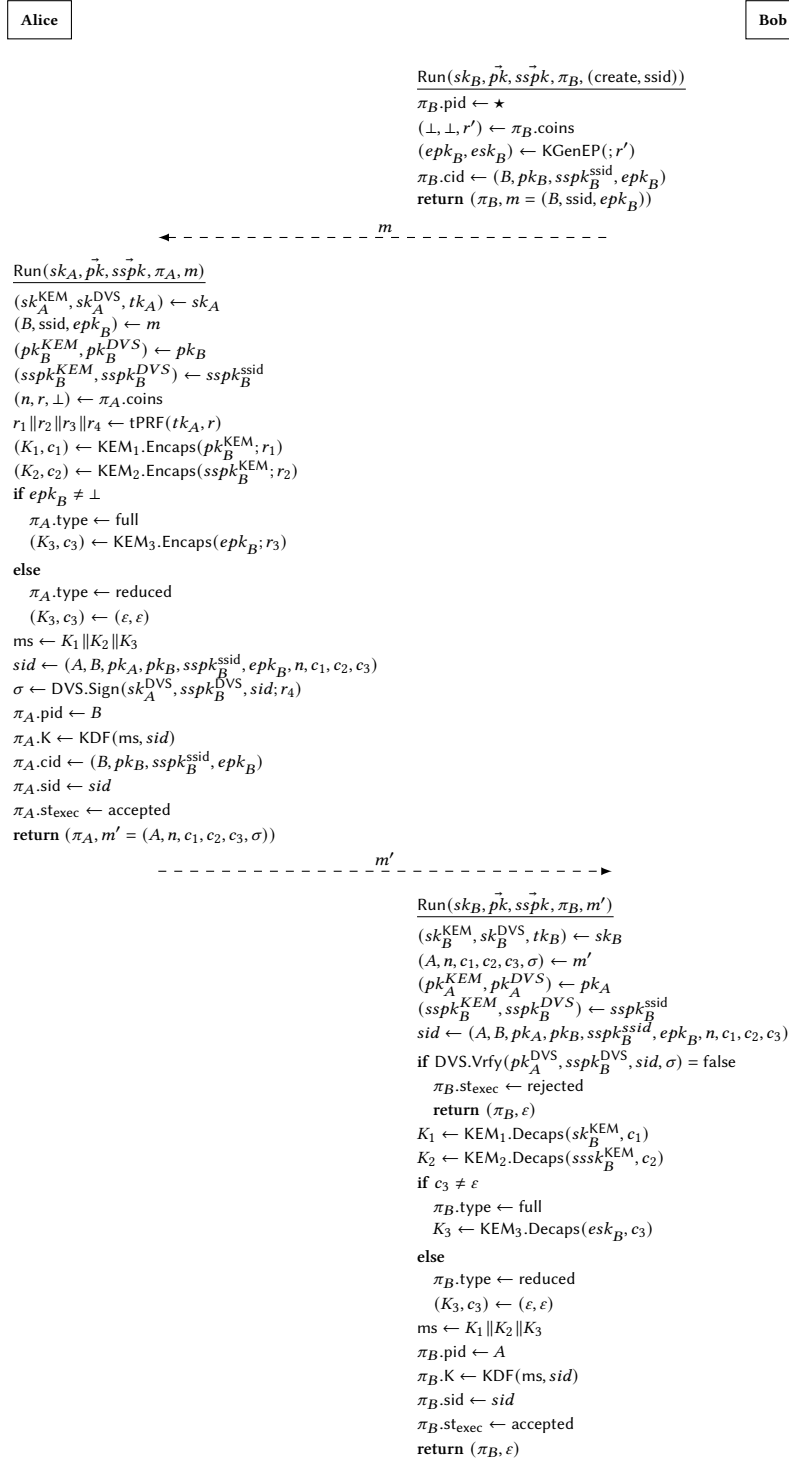 Alice
Bob
Run(sk_B, p⃗k, ssp⃗k, π_B, (create, ssid))
π_B.pid ← ★
(⊥, ⊥, r′) ← π_B.coins
(epk_B, esk_B) ← KGenEP(; r′)
π_B.cid ← (B, pk_B, sspk_B^ssid, epk_B)
return (π_B, m = (B, ssid, epk_B))
m
Run(sk_A, p⃗k, ssp⃗k, π_A, m)
(sk_A^KEM, sk_A^DVS, tk_A) ← sk_A
(B, ssid, epk_B) ← m
(pk_B^KEM, pk_B^DVS) ← pk_B
(sspk_B^KEM, sspk_B^DVS) ← sspk_B^ssid
(n, r, ⊥) ← π_A.coins
r_1∥r_2∥r_3∥r_4 ← tPRF(tk_A, r)
(K_1, c_1) ← KEM_1.Encaps(pk_B^KEM; r_1)
(K_2, c_2) ← KEM_2.Encaps(sspk_B^KEM; r_2)
if epk_B ≠ ⊥
π_A.type ← full
(K_3, c_3) ← KEM_3.Encaps(epk_B; r_3)
else
π_A.type ← reduced
(K_3, c_3) ← (ε, ε)
ms ← K_1∥K_2∥K_3
sid ← (A, B, pk_A, pk_B, sspk_B^ssid, epk_B, n, c_1, c_2, c_3)
σ ← DVS.Sign(sk_A^DVS, sspk_B^DVS, sid; r_4)
π_A.pid ← B
π_A.K ← KDF(ms, sid)
π_A.cid ← (B, pk_B, sspk_B^ssid, epk_B)
π_A.sid ← sid
π_A.st_exec ← accepted
return (π_A, m′ = (A, n, c_1, c_2, c_3, σ))
m′
Run(sk_B, p⃗k, ssp⃗k, π_B, m′)
(sk_B^KEM, sk_B^DVS, tk_B) ← sk_B
(A, n, c_1, c_2, c_3, σ) ← m′
(pk_A^KEM, pk_A^DVS) ← pk_A
(sspk_B^KEM, sspk_B^DVS) ← sspk_B^ssid
sid ← (A, B, pk_A, pk_B, sspk_B^ssid, epk_B, n, c_1, c_2, c_3)
if DVS.Vrfy(pk_A^DVS, sspk_B^DVS, sid, σ) = false
π_B.st_exec ← rejected
return (π_B, ε)
K_1 ← KEM_1.Decaps(sk_B^KEM, c_1)
K_2 ← KEM_2.Decaps(sssk_B^KEM, c_2)
if c_3 ≠ ε
π_B.type ← full
K_3 ← KEM_3.Decaps(esk_B, c_3)
else
π_B.type ← reduced
(K_3, c_3) ← (ε, ε)
ms ← K_1∥K_2∥K_3
π_B.pid ← A
π_B.K ← KDF(ms, sid)
π_B.sid ← sid
π_B.st_exec ← accepted
return (π_B, ε)